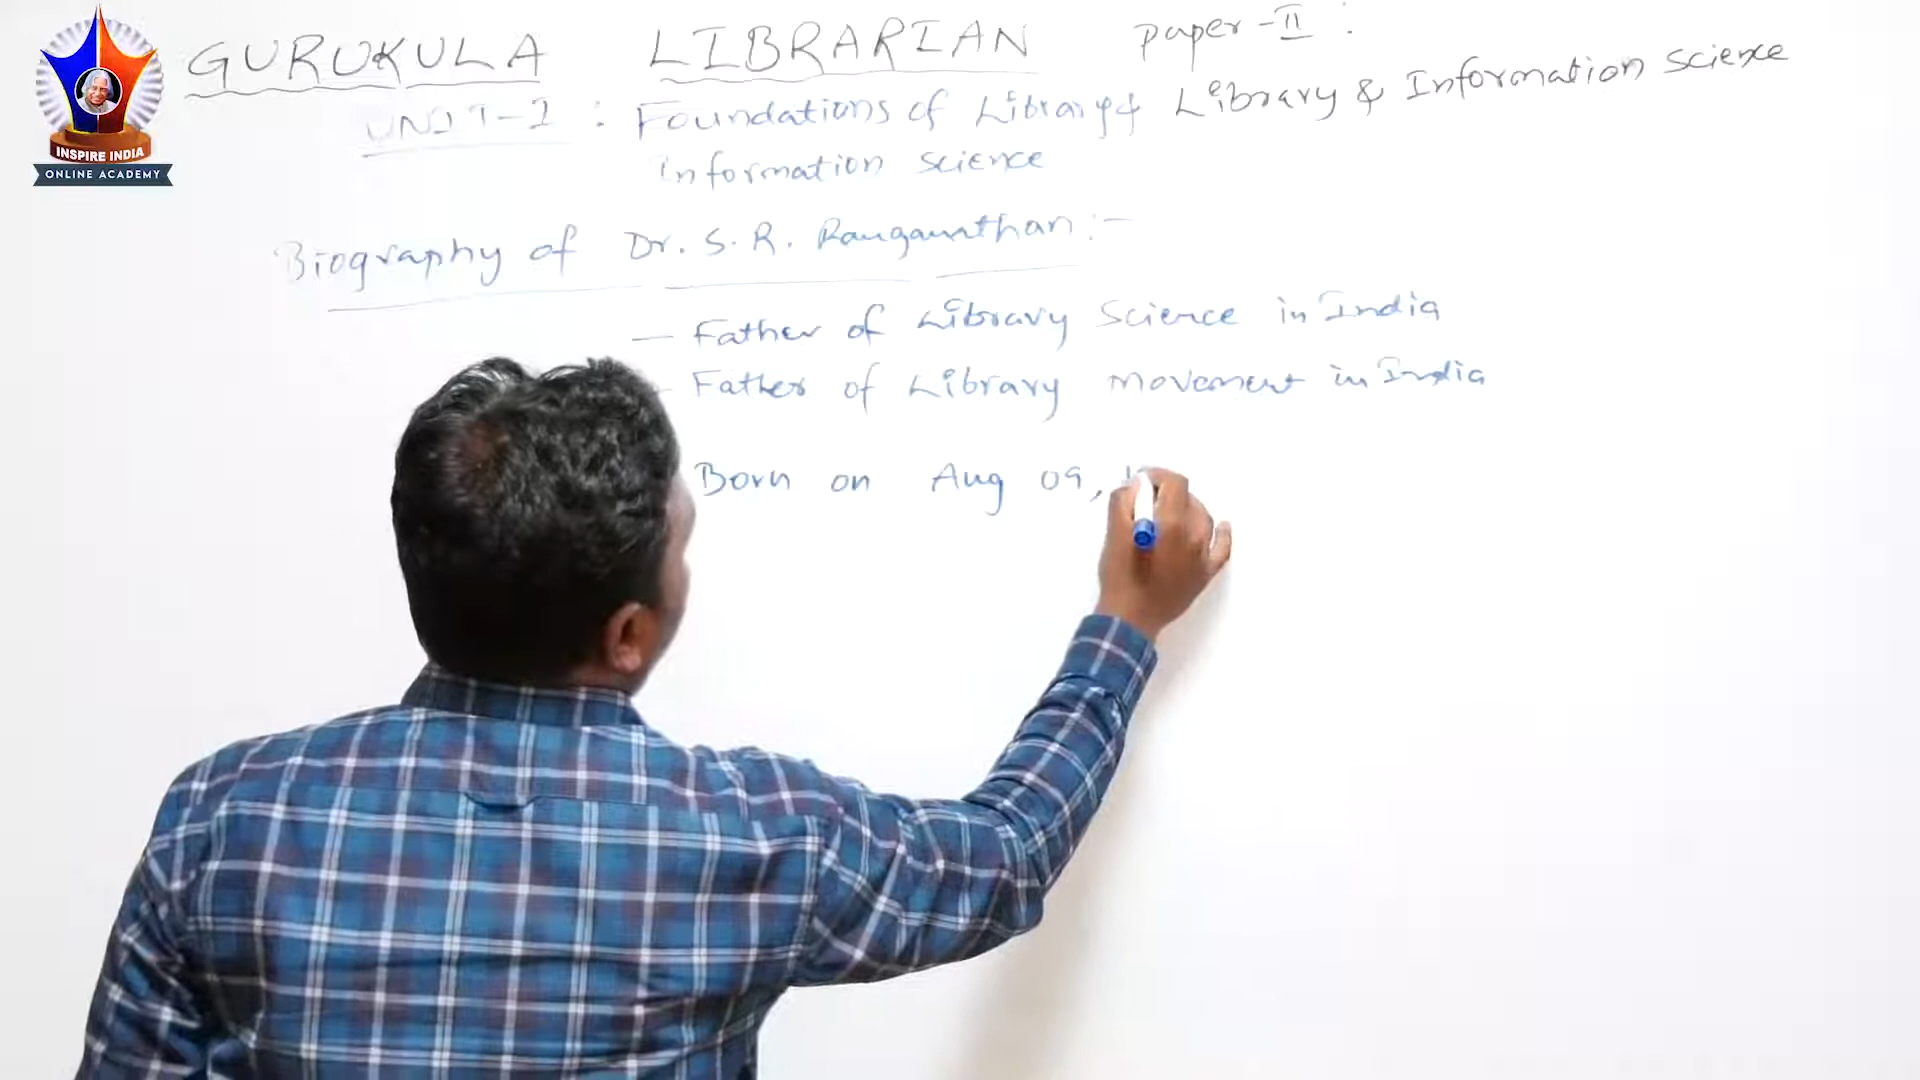 INSPIRE INDIA
ONLINE ACADEMY
GURUKULA LIBRARIAN Paper-II :
Library & Information Science
UNIT-I : Foundations of Library &
Information Science
Biography of Dr. S. R. Ranganathan :-
— Father of Library Science in India
— Father of Library Movement in India
Born on Aug 09,